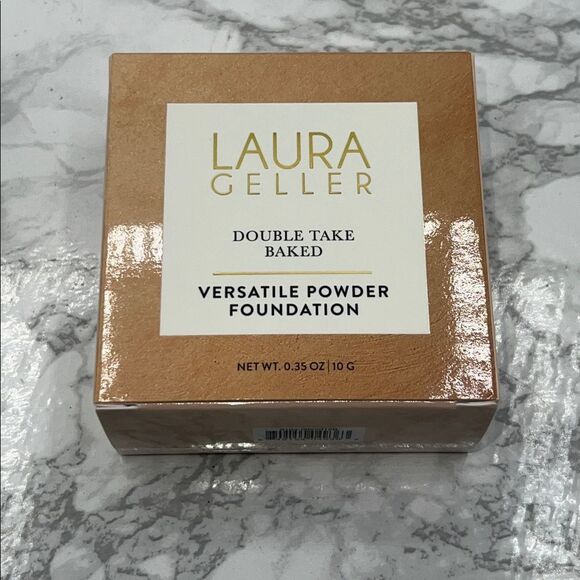 LAURA
GELLER
DOUBLE TAKE
BAKED
VERSATILE POWDER
FOUNDATION
NET WT. 0.35 OZ | 10 G